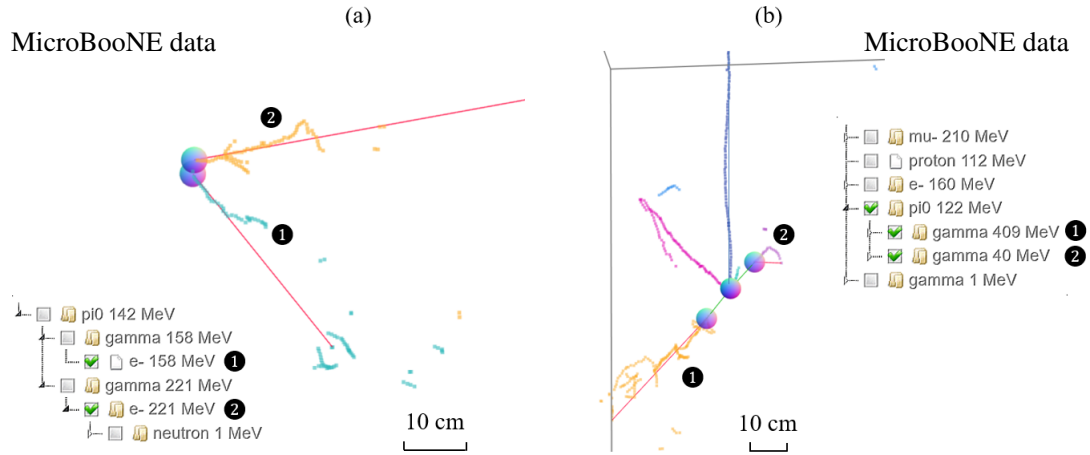 (a)
MicroBooNE data
2
1
pi0 142 MeV
gamma 158 MeV
e- 158 MeV 1
gamma 221 MeV
e- 221 MeV 2
neutron 1 MeV
10 cm
(b)
MicroBooNE data
mu- 210 MeV
proton 112 MeV
e- 160 MeV
pi0 122 MeV
gamma 409 MeV 1
gamma 40 MeV 2
gamma 1 MeV
2
1
10 cm